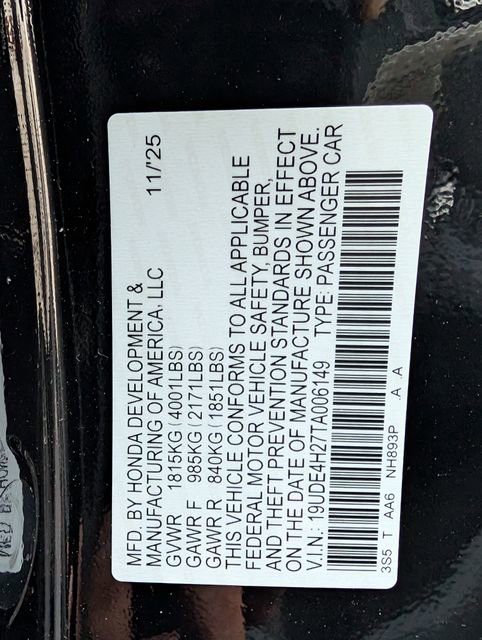 MFD. BY HONDA DEVELOPMENT &
MANUFACTURING OF AMERICA, LLC 11/'25
GVWR 1815KG (4001LBS)
GAWR F 985KG (2171LBS)
GAWR R 840KG (1851LBS)
THIS VEHICLE CONFORMS TO ALL APPLICABLE
FEDERAL MOTOR VEHICLE SAFETY, BUMPER,
AND THEFT PREVENTION STANDARDS IN EFFECT
ON THE DATE OF MANUFACTURE SHOWN ABOVE.
V.I.N.: 19UDE4H27TA006149 TYPE: PASSENGER CAR
3S5 T AA6 NH893P A A